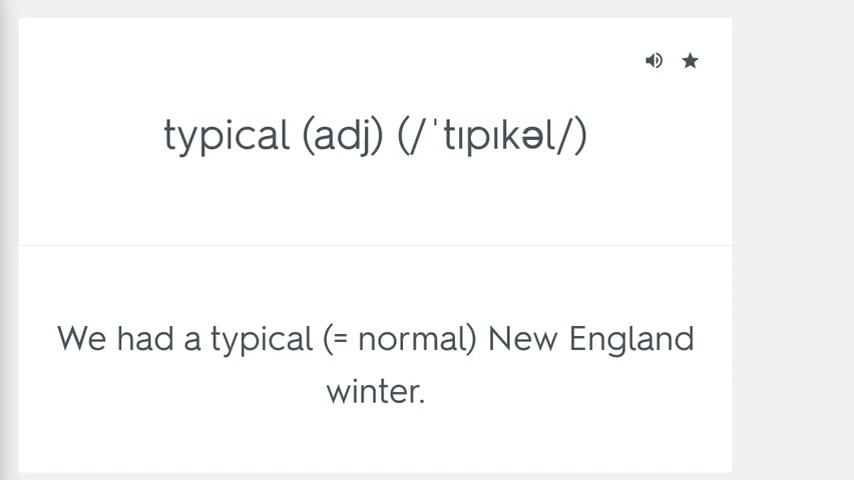 typical (adj) (/ˈtɪpɪkəl/)
We had a typical (= normal) New England
winter.